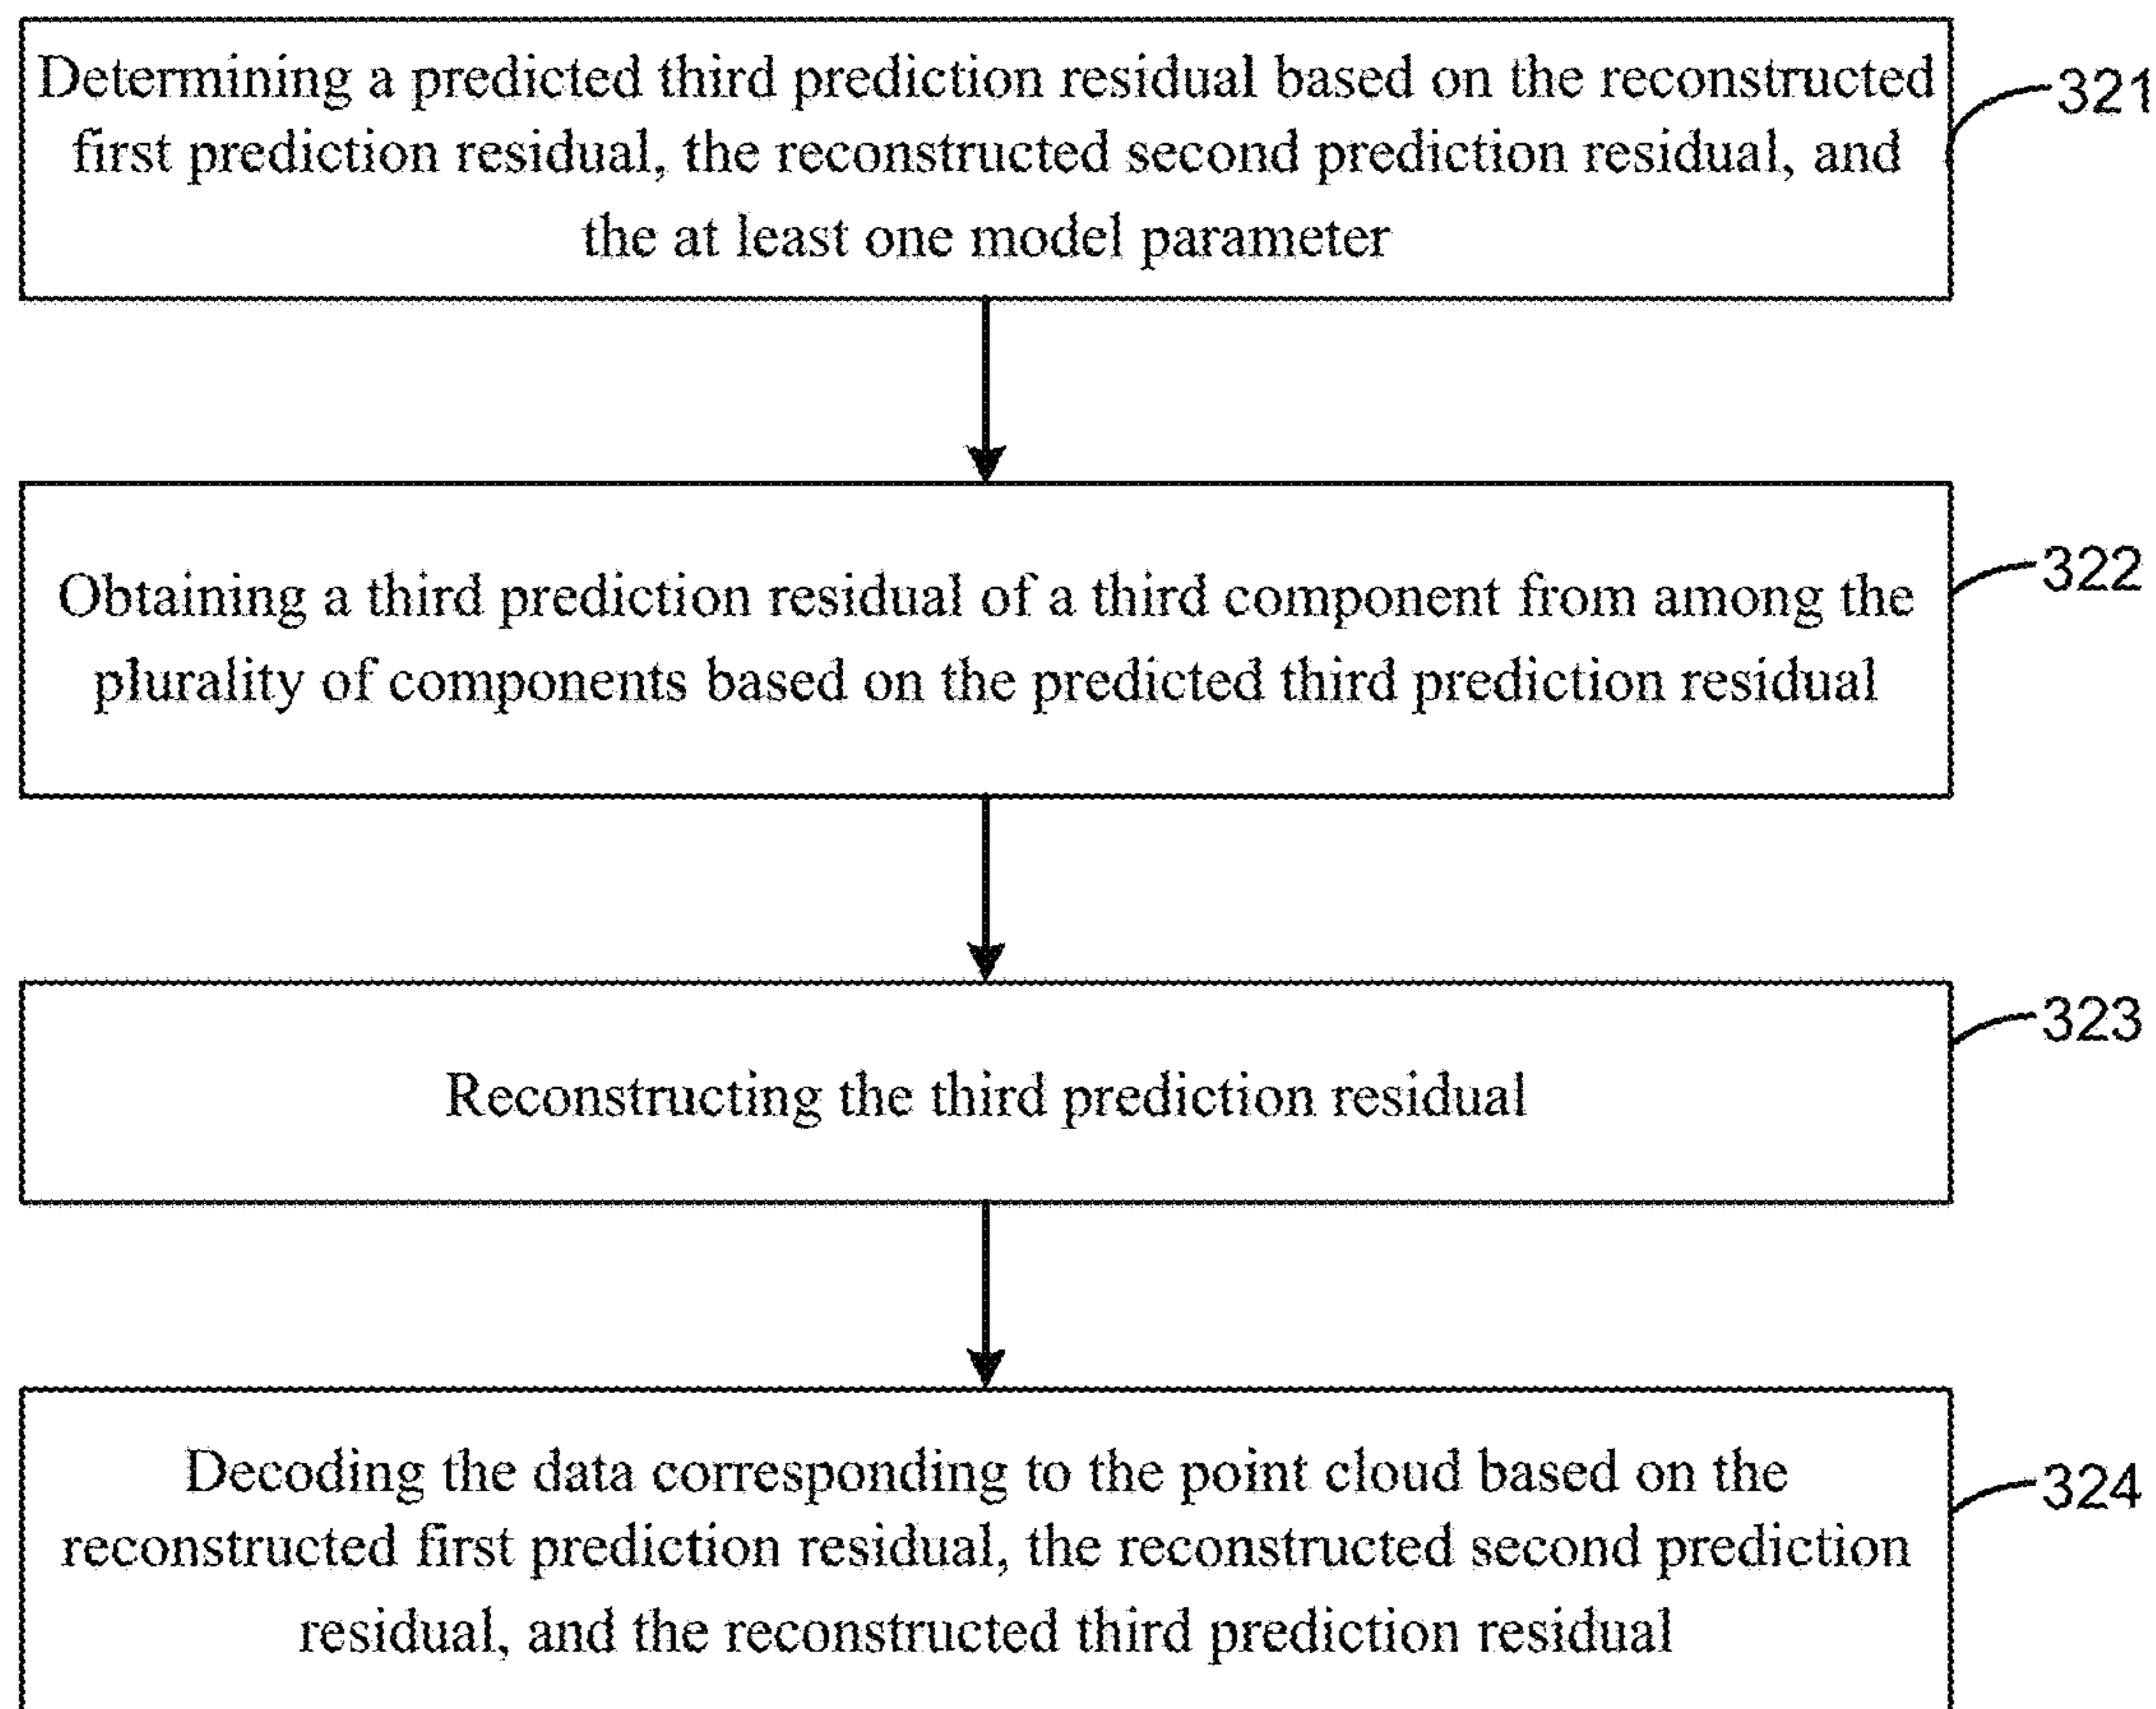 Determining a predicted third prediction residual based on the reconstructed
first prediction residual, the reconstructed second prediction residual, and
the at least one model parameter
321
Obtaining a third prediction residual of a third component from among the
plurality of components based on the predicted third prediction residual
322
Reconstructing the third prediction residual
323
Decoding the data corresponding to the point cloud based on the
reconstructed first prediction residual, the reconstructed second prediction
residual, and the reconstructed third prediction residual
324